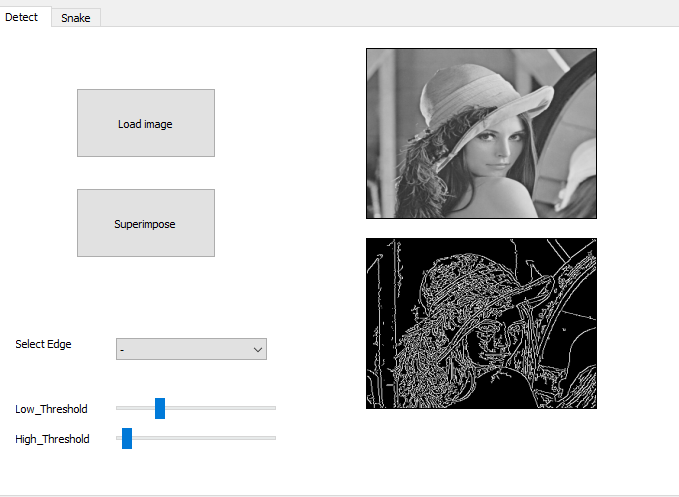 Detect
Snake
Load image
Superimpose
Select Edge
-
Low_Threshold
High_Threshold